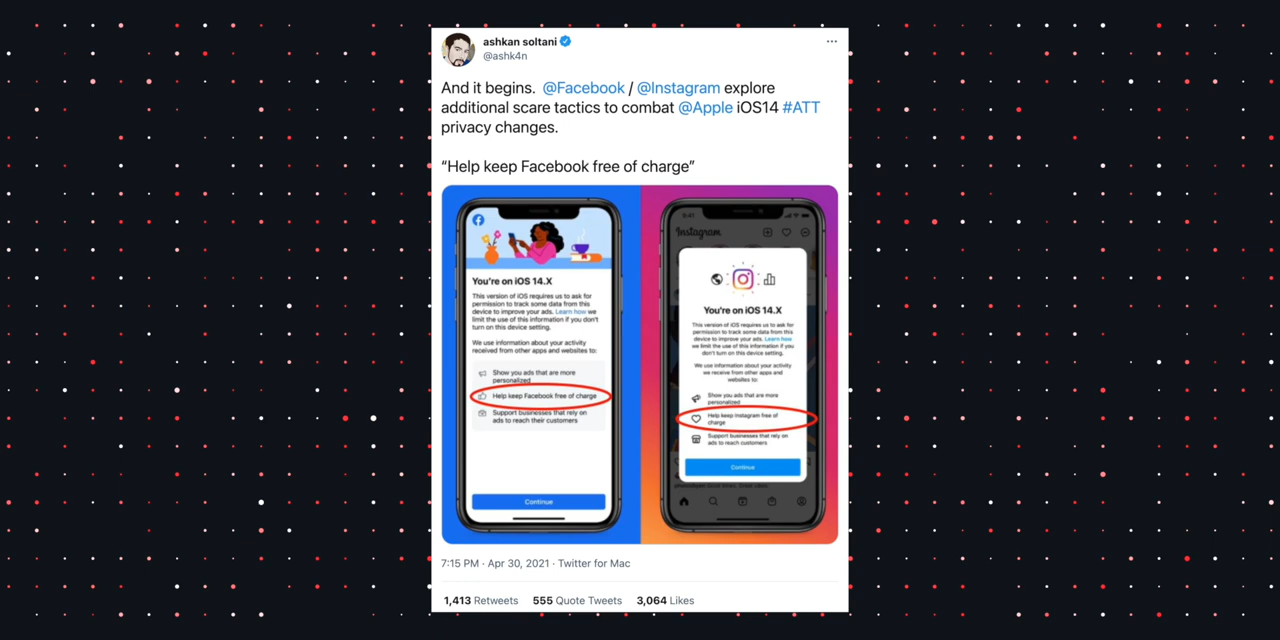 ashkan soltani
@ashk4n
And it begins. @Facebook / @Instagram explore
additional scare tactics to combat @Apple iOS14 #ATT
privacy changes.
“Help keep Facebook free of charge”
You're on iOS 14.X
This version of iOS requires us to ask for
permission to track some data from this
device to improve your ads. Learn how we
limit the use of this information if you don't
turn on this device setting.
We use information about your activity
received from other apps and websites to:
Show you ads that are more
personalized
Help keep Facebook free of charge
Support businesses that rely on
ads to reach their customers
Continue
9:41
Instagram
You're on iOS 14.X
This version of iOS requires us to ask for
permission to track some data from this
device to improve your ads. Learn how
we limit the use of this information if you
don't turn on this device setting.
We use information about your activity
we receive from other apps and
websites to:
Show you ads that are more
personalized
Help keep Instagram free of
charge
Support businesses that rely on
ads to reach customers
Continue
7:15 PM · Apr 30, 2021 · Twitter for Mac
1,413 Retweets 555 Quote Tweets 3,064 Likes